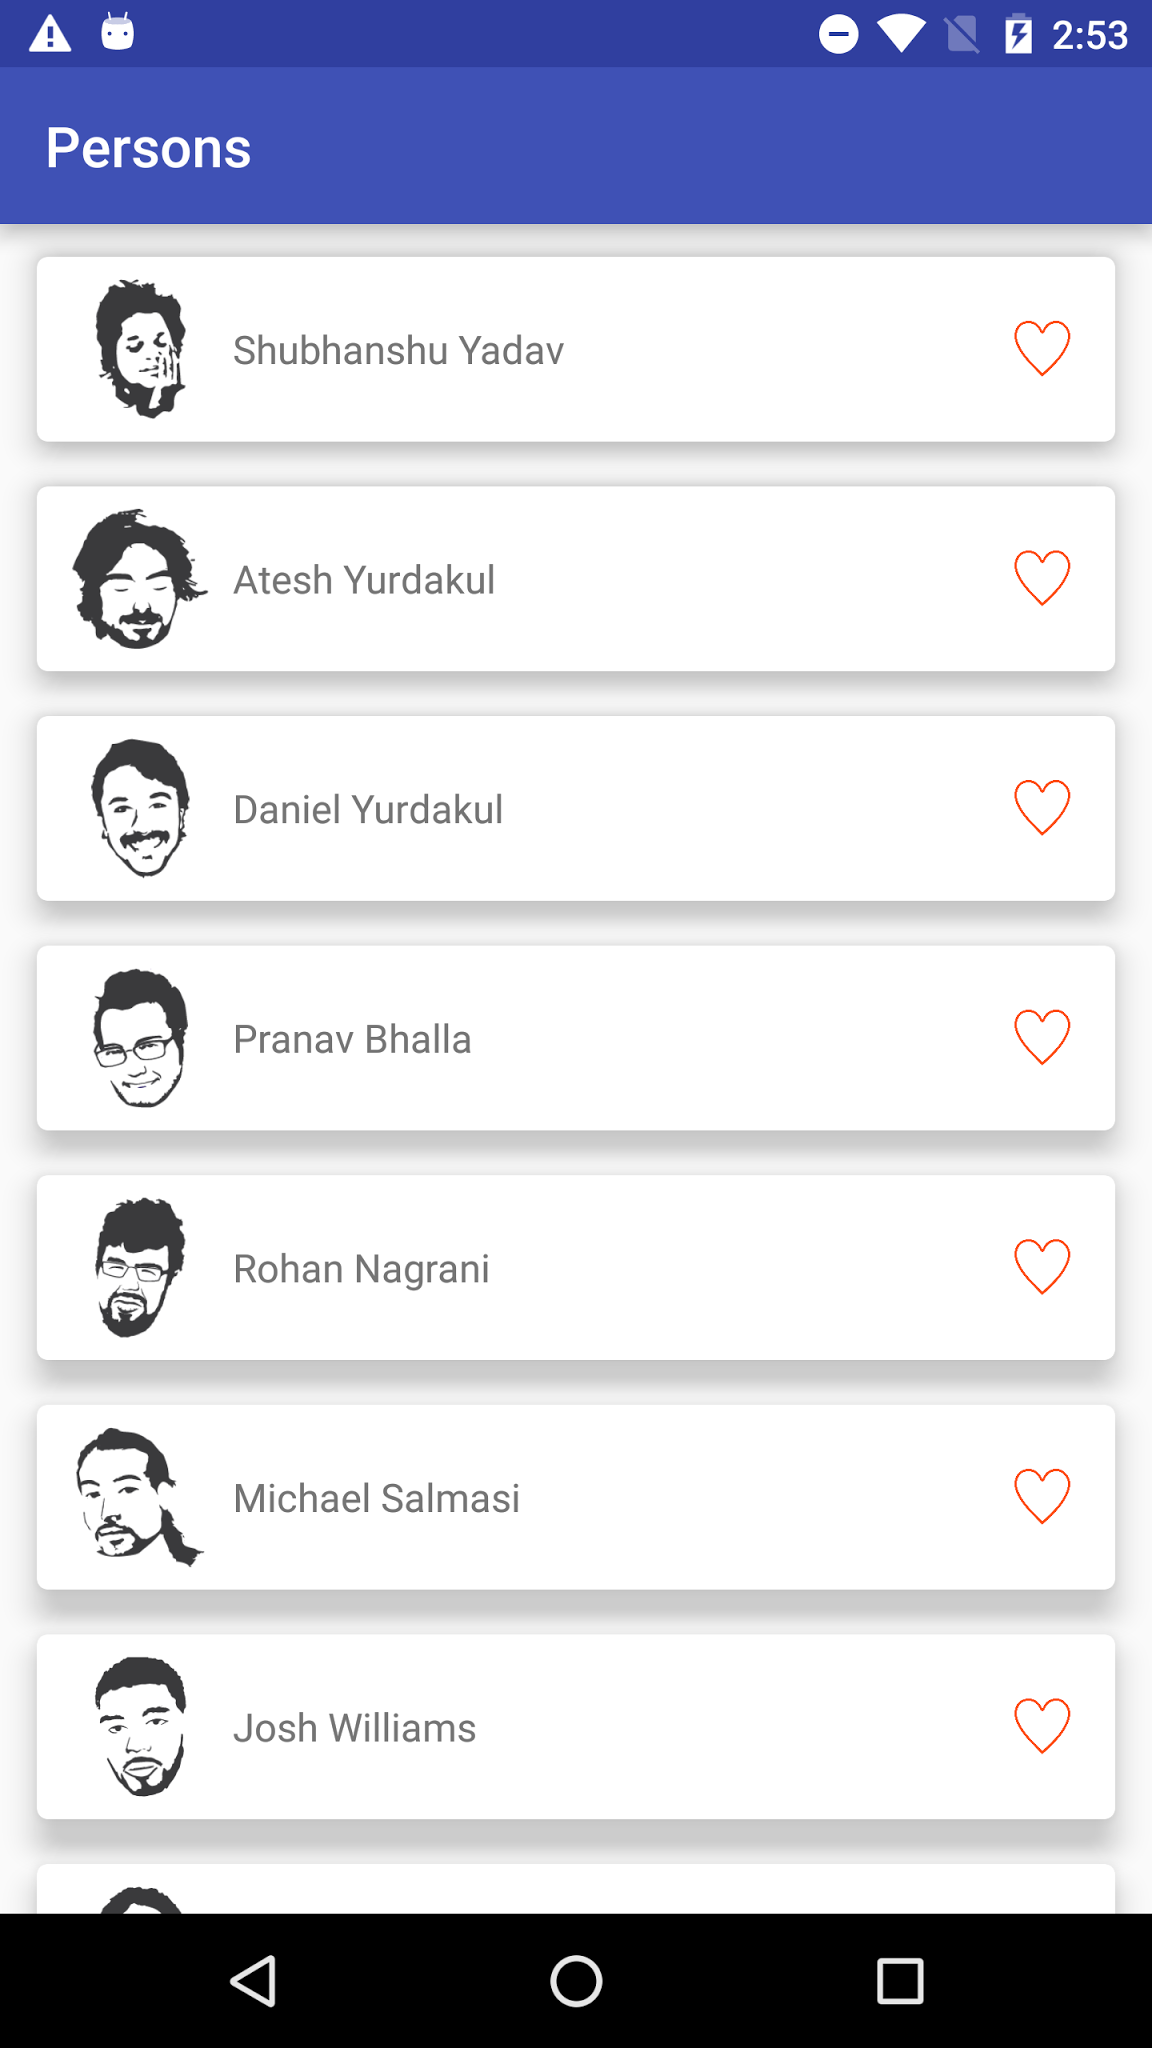 2:53
Persons
Shubhanshu Yadav
Atesh Yurdakul
Daniel Yurdakul
Pranav Bhalla
Rohan Nagrani
Michael Salmasi
Josh Williams